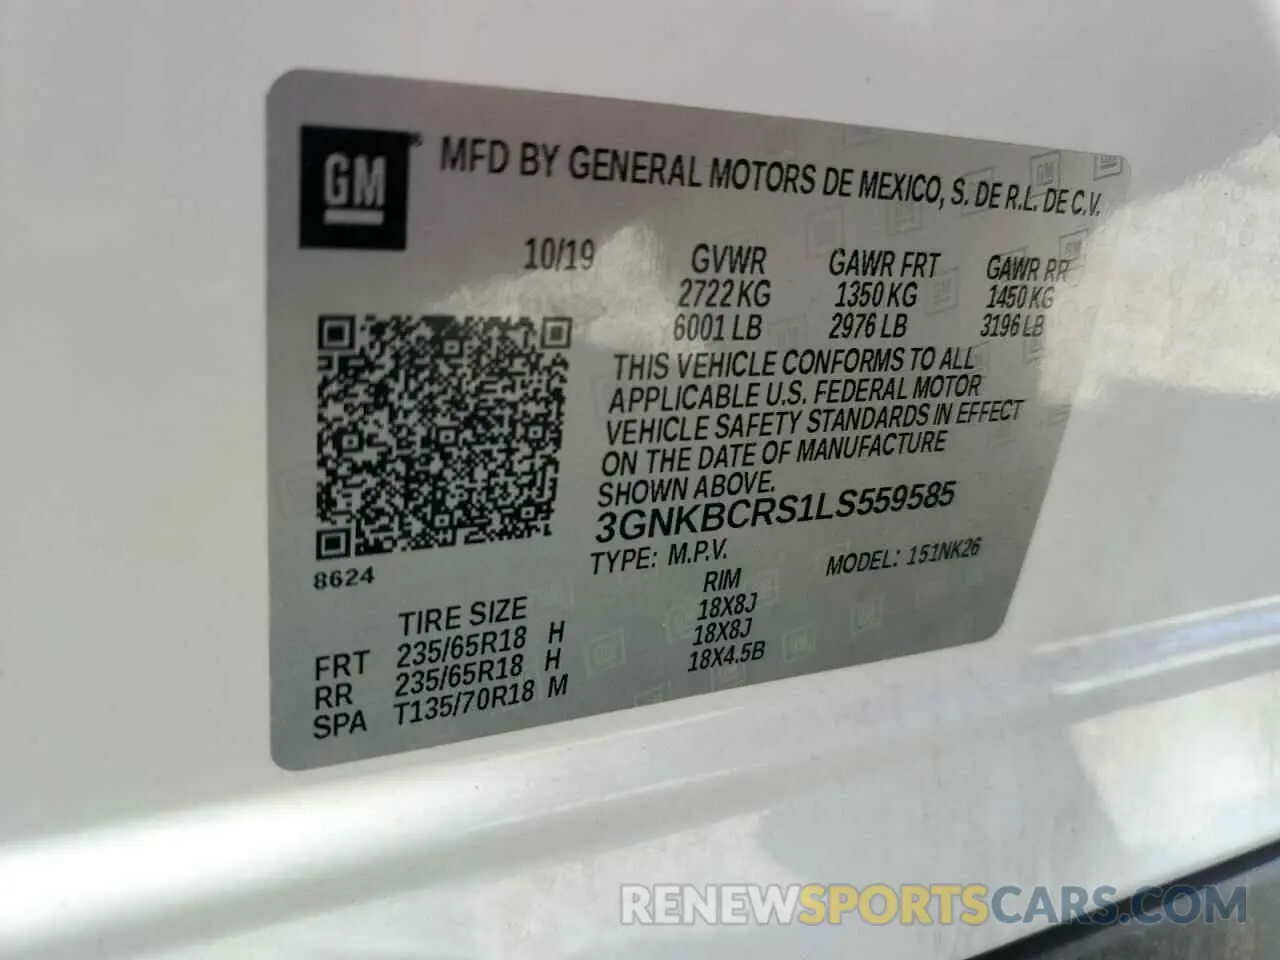 GM
MFD BY GENERAL MOTORS DE MEXICO, S. DE R.L. DE C.V.
10/19 GVWR GAWR FRT GAWR RR
2722 KG 1350 KG 1450 KG
6001 LB 2976 LB 3196 LB
THIS VEHICLE CONFORMS TO ALL
APPLICABLE U.S. FEDERAL MOTOR
VEHICLE SAFETY STANDARDS IN EFFECT
ON THE DATE OF MANUFACTURE
SHOWN ABOVE.
3GNKBCRS1LS559585
TYPE: M.P.V. MODEL: 151NK26
8624
TIRE SIZE RIM
FRT 235/65R18 H 18X8J
RR 235/65R18 H 18X8J
SPA T135/70R18 M 18X4.5B
RENEWSPORTSCARS.COM